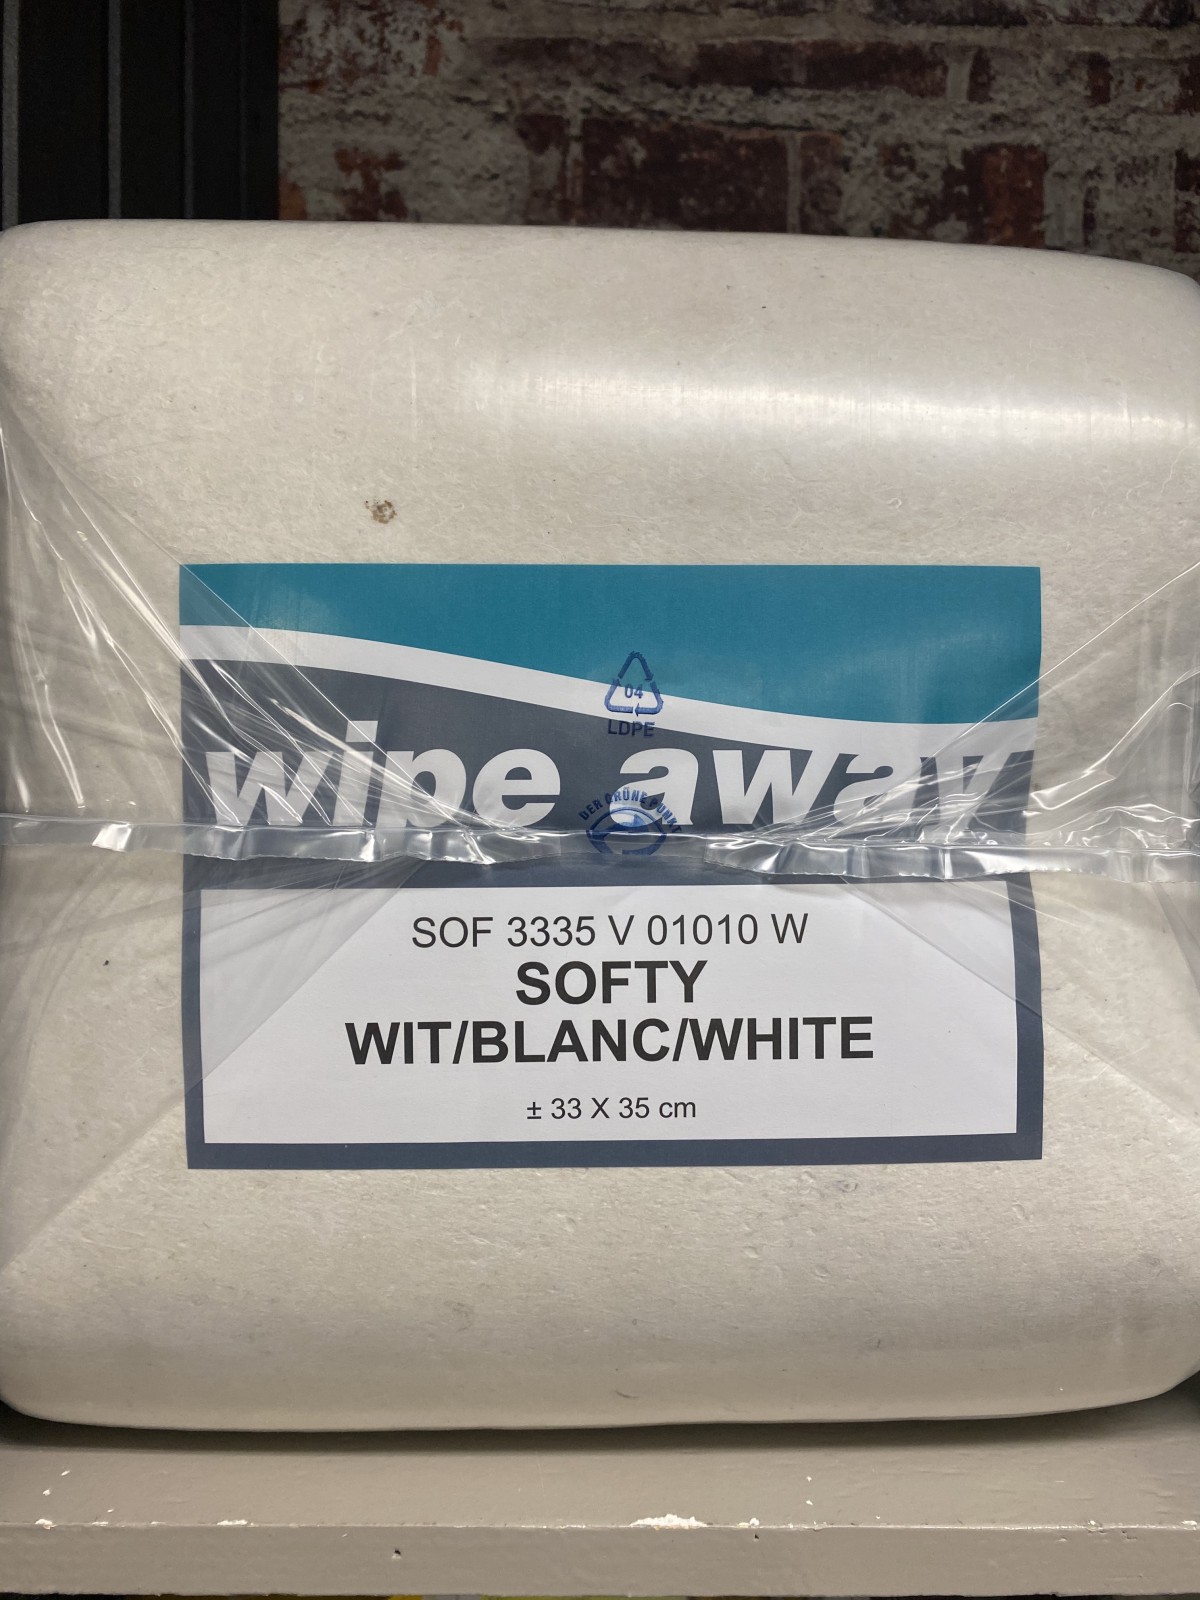 04
LDPE
wipe away
DER GRÜNE PUNKT
SOF 3335 V 01010 W
SOFTY
WIT/BLANC/WHITE
± 33 X 35 cm